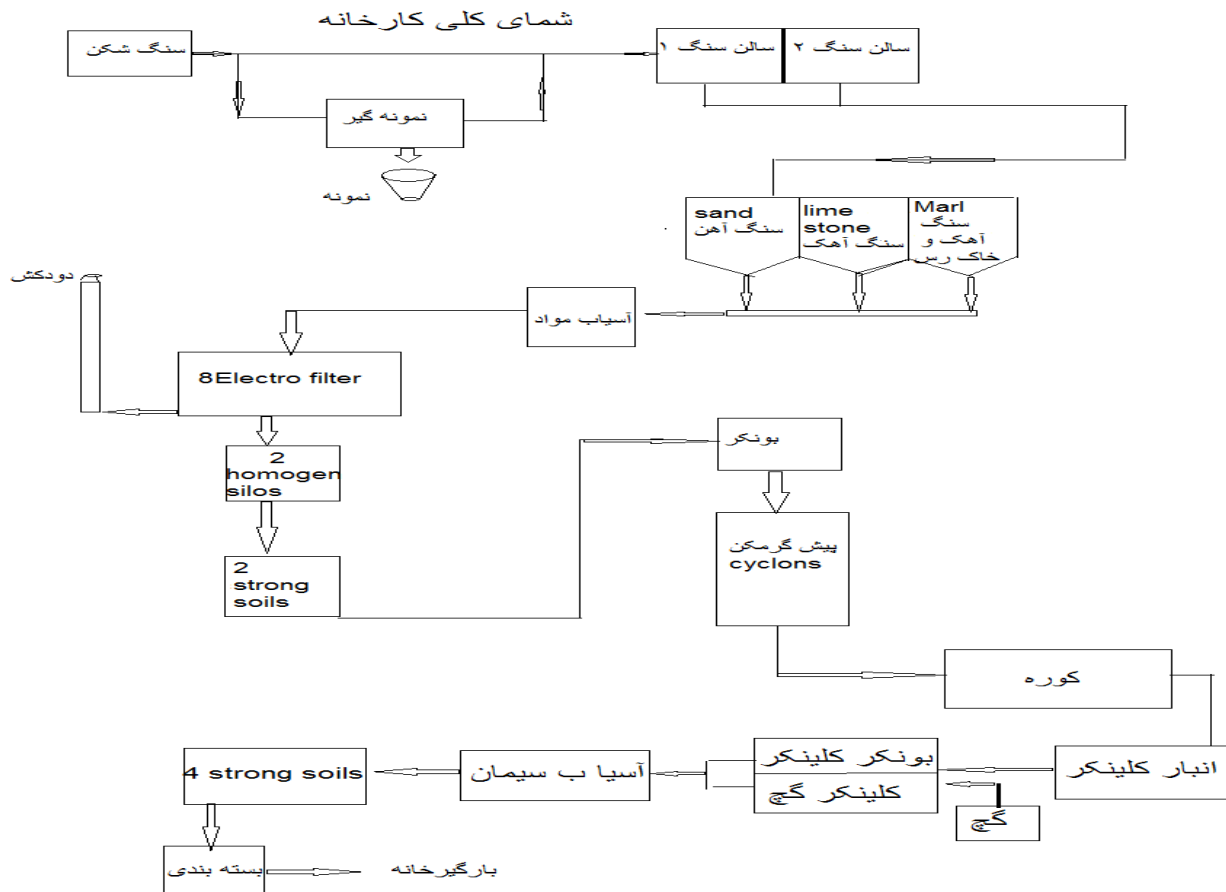 شمای کلی کارخانه
سنگ شکن
سالن سنگ ۱
سالن سنگ ۲
نمونه گیر
نمونه
sand
سنگ آهن
lime
stone
سنگ آهک
Marl
سنگ
آهک و
خاک رس
دودکش
آسیاب مواد
8Electro filter
2
homogen
silos
2
strong
soils
بونکر
پیش گرمکن
cyclons
کوره
انبار کلینکر
بونکر کلینکر
کلینکر گچ
گچ
آسیا ب سیمان
4 strong soils
بسته بندی
بارگیرخانه